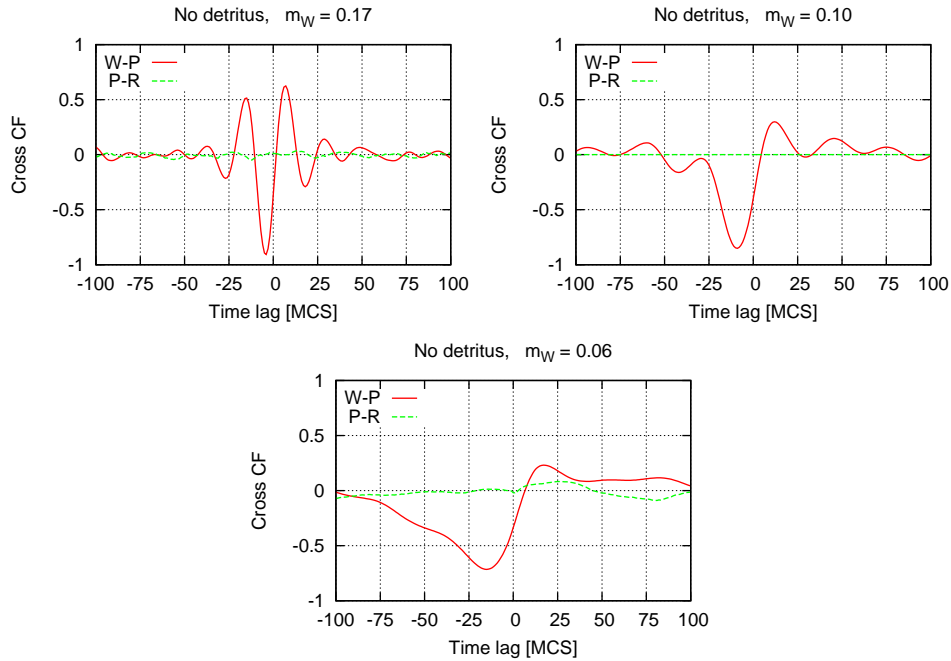 No detritus, m_W = 0.17
1
0.5
0
-0.5
-1
Cross CF
W-P
P-R
-100 -75 -50 -25 0 25 50 75 100
Time lag [MCS]
No detritus, m_W = 0.10
1
0.5
0
-0.5
-1
Cross CF
W-P
P-R
-100 -75 -50 -25 0 25 50 75 100
Time lag [MCS]
No detritus, m_W = 0.06
1
0.5
0
-0.5
-1
Cross CF
W-P
P-R
-100 -75 -50 -25 0 25 50 75 100
Time lag [MCS]